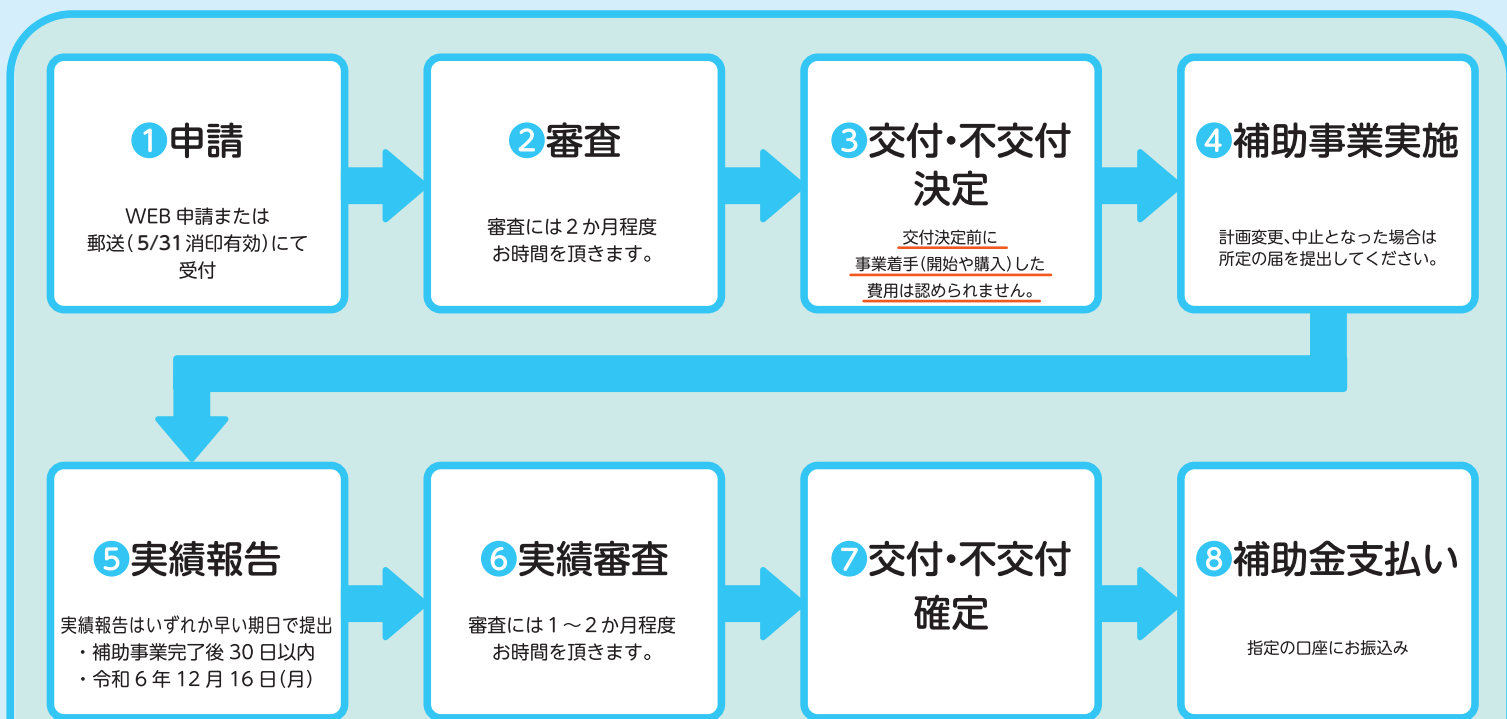 ❶申請
WEB 申請または
郵送(5/31 消印有効)にて
受付
❷審査
審査には２か月程度
お時間を頂きます。
❸交付・不交付
決定
交付決定前に
事業着手(開始や購入)した
費用は認められません。
❹補助事業実施
計画変更、中止となった場合は
所定の届を提出してください。
❺実績報告
実績報告はいずれか早い期日で提出
・補助事業完了後 30 日以内
・令和６年 12 月 16 日(月)
❻実績審査
審査には１～２か月程度
お時間を頂きます。
❼交付・不交付
確定
❽補助金支払い
指定の口座にお振込み